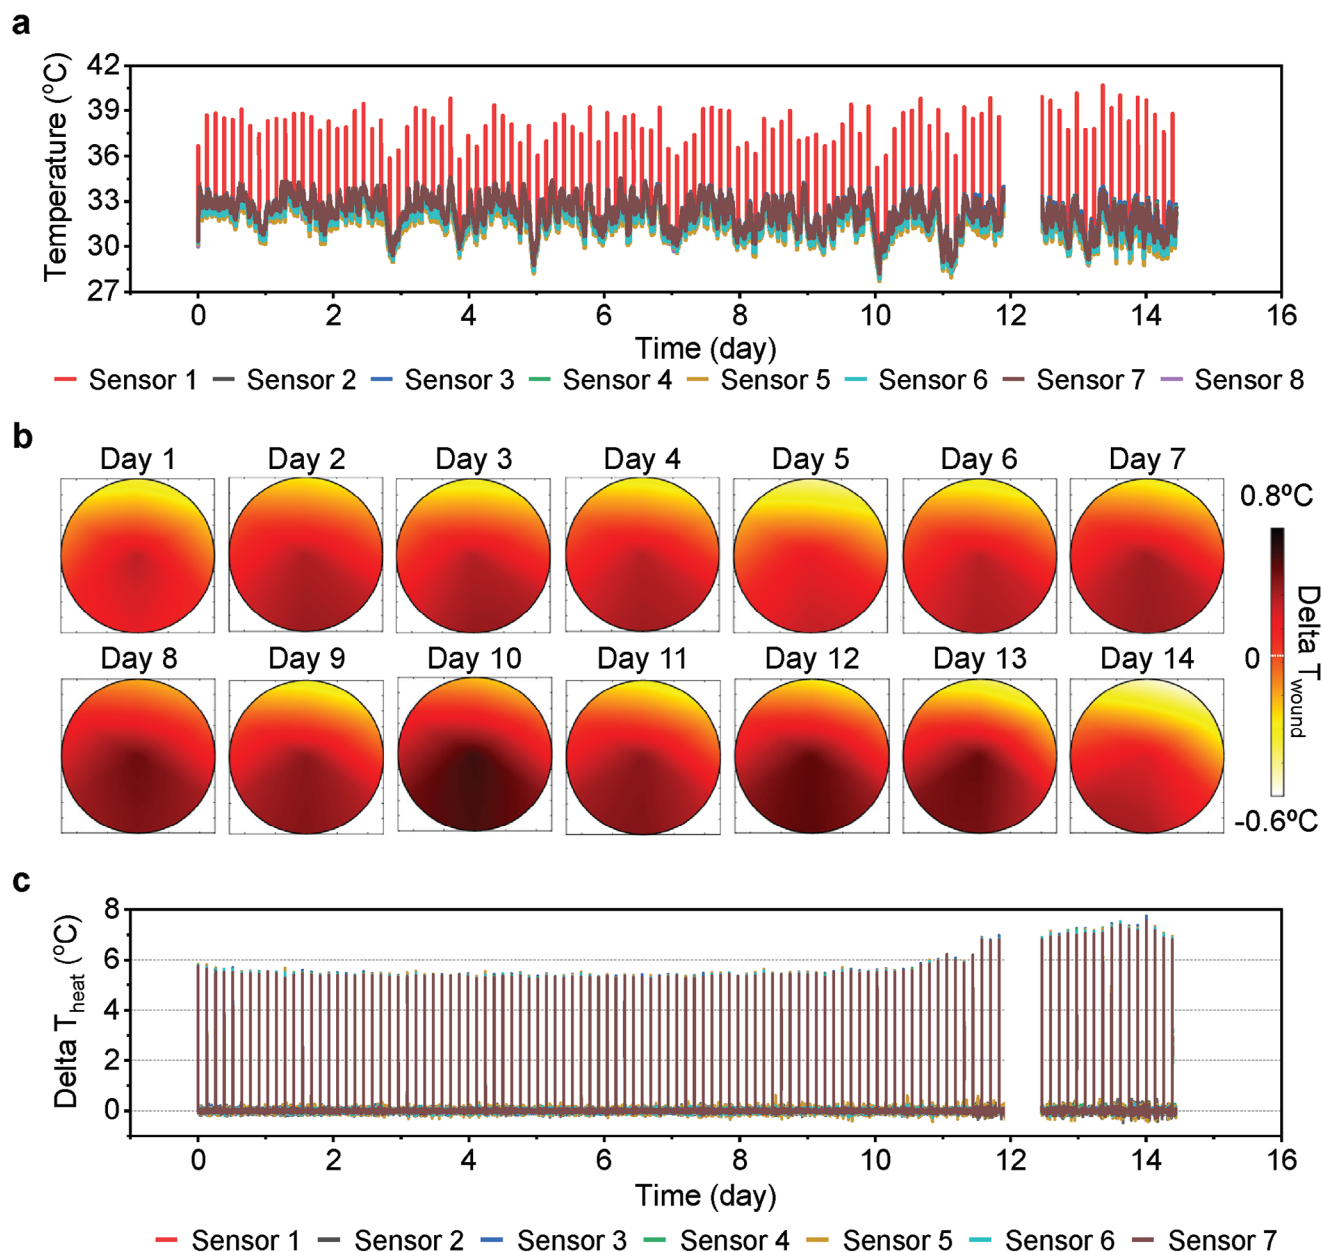 a
Temperature (°C)
42
39
36
33
30
27
0 2 4 6 8 10 12 14 16
Time (day)
Sensor 1 Sensor 2 Sensor 3 Sensor 4 Sensor 5 Sensor 6 Sensor 7 Sensor 8
b
Day 1 Day 2 Day 3 Day 4 Day 5 Day 6 Day 7
Day 8 Day 9 Day 10 Day 11 Day 12 Day 13 Day 14
0.8ºC
0
-0.6ºC
Delta Twound
c
Delta Theat (°C)
8
6
4
2
0
0 2 4 6 8 10 12 14 16
Time (day)
Sensor 1 Sensor 2 Sensor 3 Sensor 4 Sensor 5 Sensor 6 Sensor 7